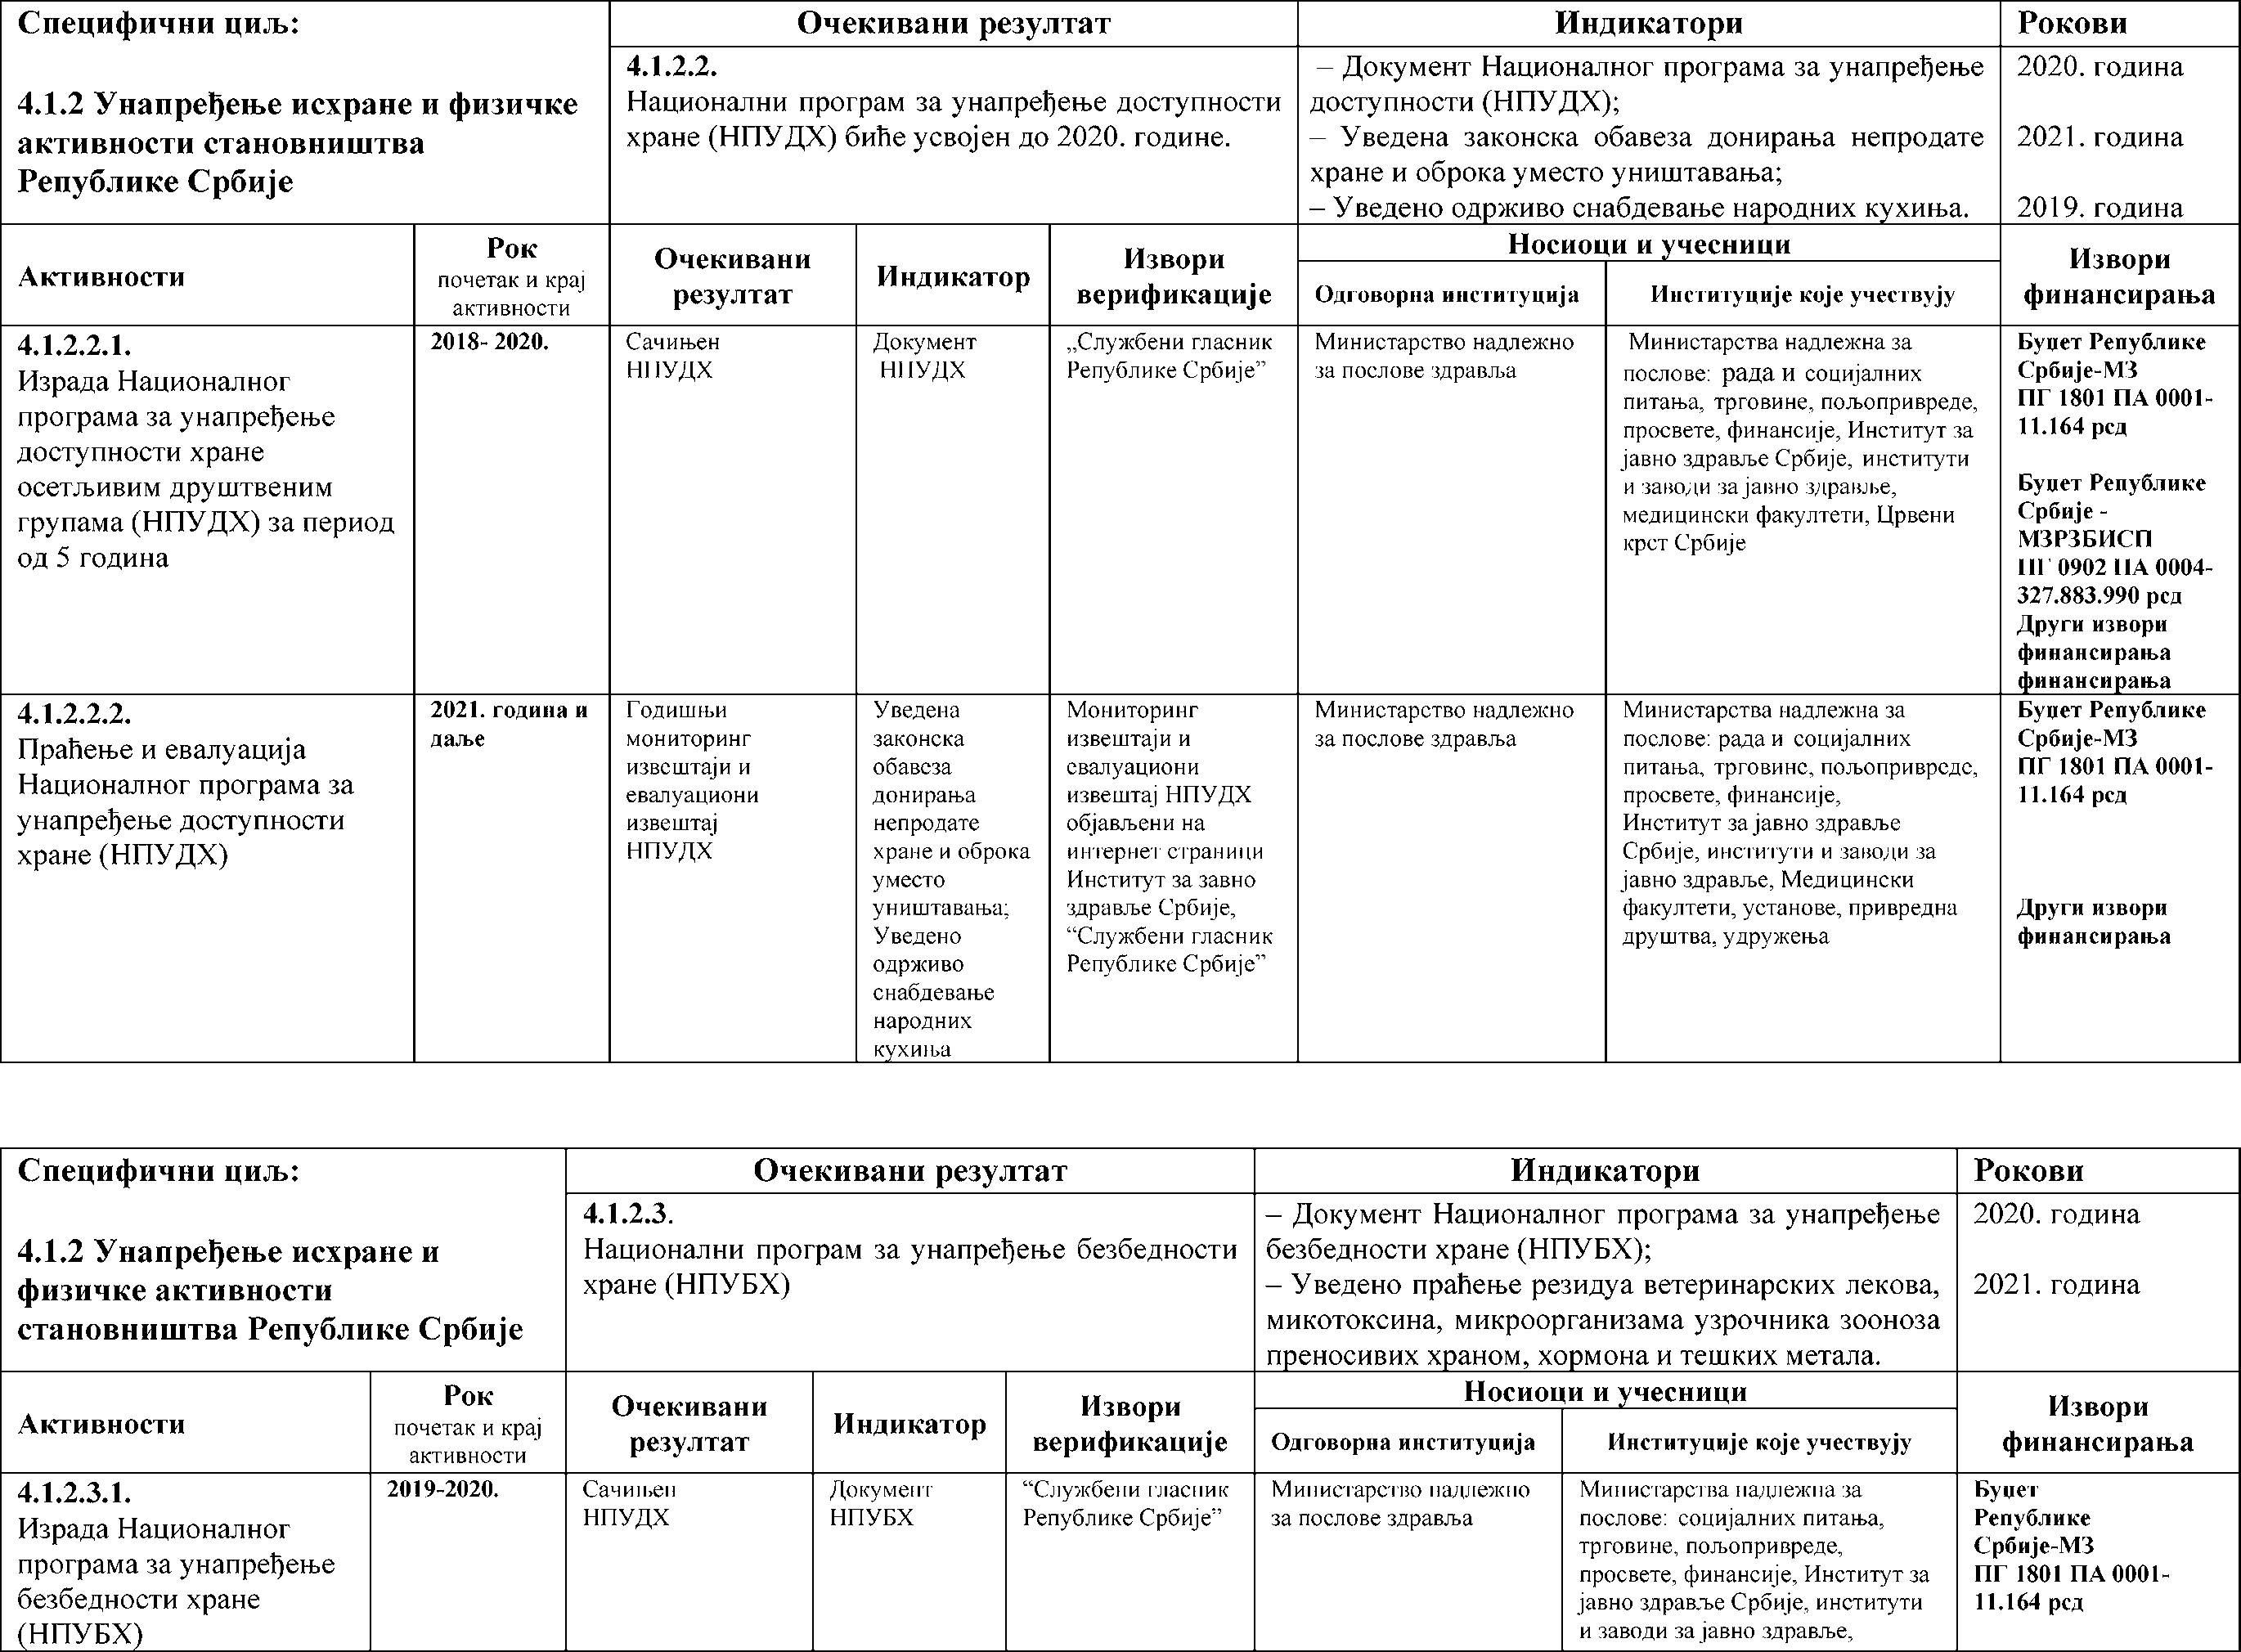 Специфични циљ:
4.1.2 Унапређење исхране и физичке
активности становништва
Републике Србије
Очекивани резултат
4.1.2.2.
Национални програм за унапређење доступности
хране (НПУДХ) биће усвојен до 2020. године.
Индикатори
– Документ Националног програма за унапређење
доступности (НПУДХ);
– Уведена законска обавеза донирања непродате
хране и оброка уместо уништавања;
– Уведено одрживо снабдевање народних кухиња.
Рокови
2020. година
2021. година
2019. година
Активности
Рок
почетак и крај
активности
Очекивани
резултат
Индикатор
Извори
верификације
Носиоци и учесници
Одговорна институција
Институције које учествују
Извори
финансирања
4.1.2.2.1.
Израда Националног
програма за унапређење
доступности хране
осетљивим друштвеним
групама (НПУДХ) за период
од 5 година
2018- 2020.
Сачињен
НПУДХ
Документ
НПУДХ
„Службени гласник
Републике Србије”
Министарство надлежно
за послове здравља
Министарства надлежна за
послове: рада и социјалних
питања, трговине, пољопривреде,
просвете, финансије, Институт за
јавно здравље Србије, институти
и заводи за јавно здравље,
медицински факултети, Црвени
крст Србије
Буџет Републике
Србије-МЗ
ПГ 1801 ПА 0001-
11.164 рсд
Буџет Републике
Србије -
МЗРЗБИСП
ПГ 0902 ПА 0004-
327.883.990 рсд
Други извори
финансирања
финансирања
4.1.2.2.2.
Праћење и евалуација
Националног програма за
унапређење доступности
хране (НПУДХ)
2021. година и
даље
Годишњи
мониторинг
извештаји и
евалуациони
извештај
НПУДХ
Уведена
законска
обавеза
донирања
непродате
хране и оброка
уместо
уништавања;
Уведено
одрживо
снабдевање
народних
кухиња
Мониторинг
извештаји и
евалуациони
извештај НПУДХ
објављени на
интернет страници
Институт за завно
здравље Србије,
“Службени гласник
Републике Србије”
Министарство надлежно
за послове здравља
Министарства надлежна за
послове: рада и социјалних
питања, трговине, пољопривреде,
просвете, финансије,
Институт за јавно здравље
Србије, институти и заводи за
јавно здравље, Медицински
факултети, установе, привредна
друштва, удружења
Буџет Републике
Србије-МЗ
ПГ 1801 ПА 0001-
11.164 рсд
Други извори
финансирања
Специфични циљ:
4.1.2 Унапређење исхране и
физичке активности
становништва Републике Србије
Очекивани резултат
4.1.2.3.
Национални програм за унапређење безбедности
хране (НПУБХ)
Индикатори
– Документ Националног програма за унапређење
безбедности хране (НПУБХ);
– Уведено праћење резидуа ветеринарских лекова,
микотоксина, микроорганизама узрочника зооноза
преносивих храном, хормона и тешких метала.
Рокови
2020. година
2021. година
Активности
Рок
почетак и крај
активности
Очекивани
резултат
Индикатор
Извори
верификације
Носиоци и учесници
Одговорна институција
Институције које учествују
Извори
финансирања
4.1.2.3.1.
Израда Националног
програма за унапређење
безбедности хране
(НПУБХ)
2019-2020.
Сачињен
НПУДХ
Документ
НПУБХ
“Службени гласник
Републике Србије”
Министарство надлежно
за послове здравља
Министарства надлежна за
послове: социјалних питања,
трговине, пољопривреде,
просвете, финансије, Институт за
јавно здравље Србије, институти
и заводи за јавно здравље,
Буџет
Републике
Србије-МЗ
ПГ 1801 ПА 0001-
11.164 рсд